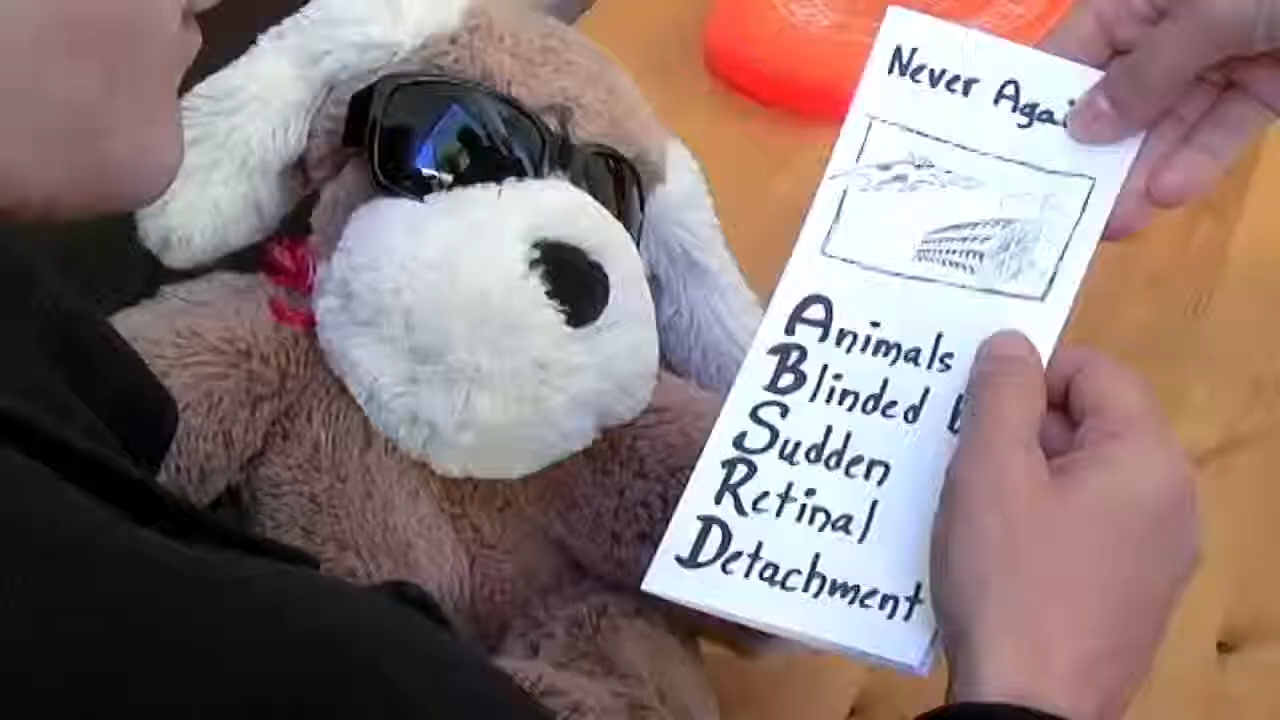 Never Agai
Animals
Blinded
Sudden
Retinal
Detachment